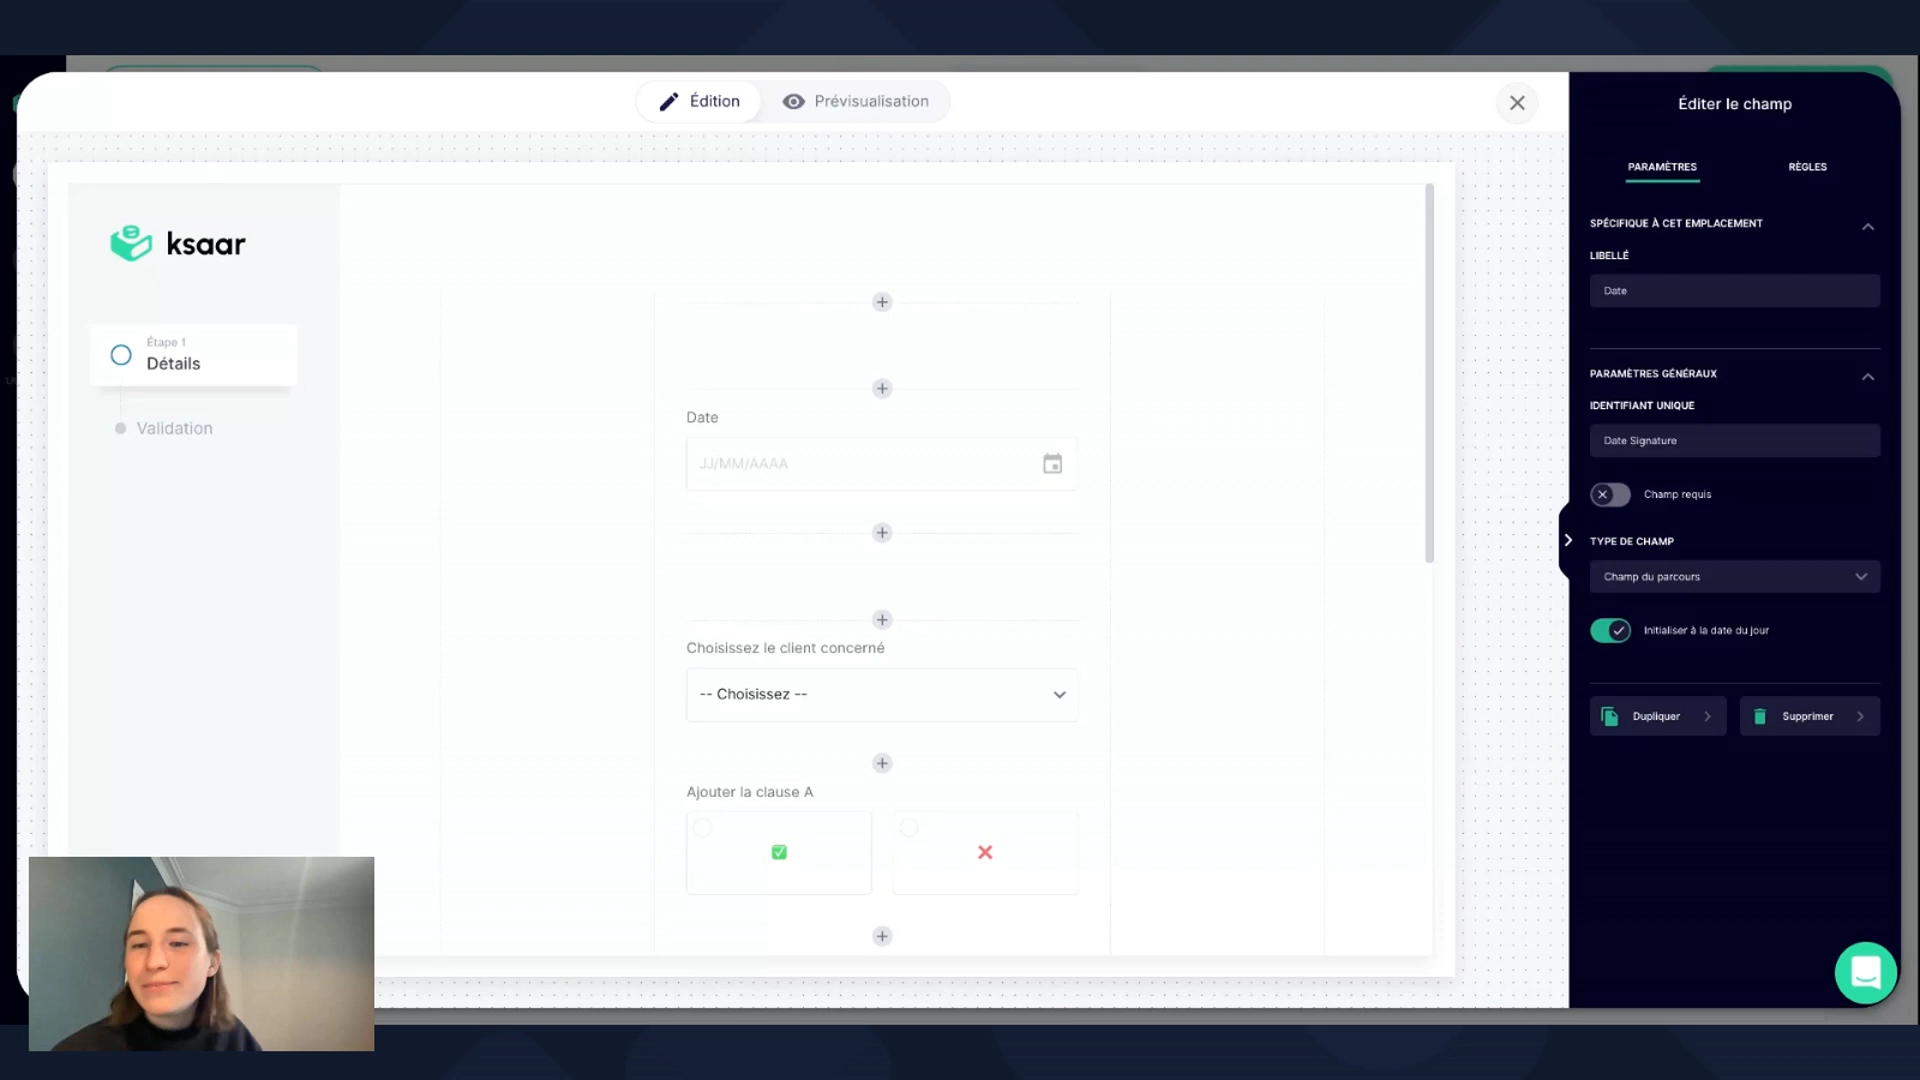 Édition
Prévisualisation
ksaar
Étape 1
Détails
Validation
Date
JJ/MM/AAAA
Choisissez le client concerné
-- Choisissez --
Ajouter la clause A
Éditer le champ
PARAMÈTRES
RÈGLES
SPÉCIFIQUE À CET EMPLACEMENT
LIBELLÉ
Date
PARAMÈTRES GÉNÉRAUX
IDENTIFIANT UNIQUE
Date Signature
Champ requis
TYPE DE CHAMP
Champ du parcours
Initialiser à la date du jour
Dupliquer
Supprimer